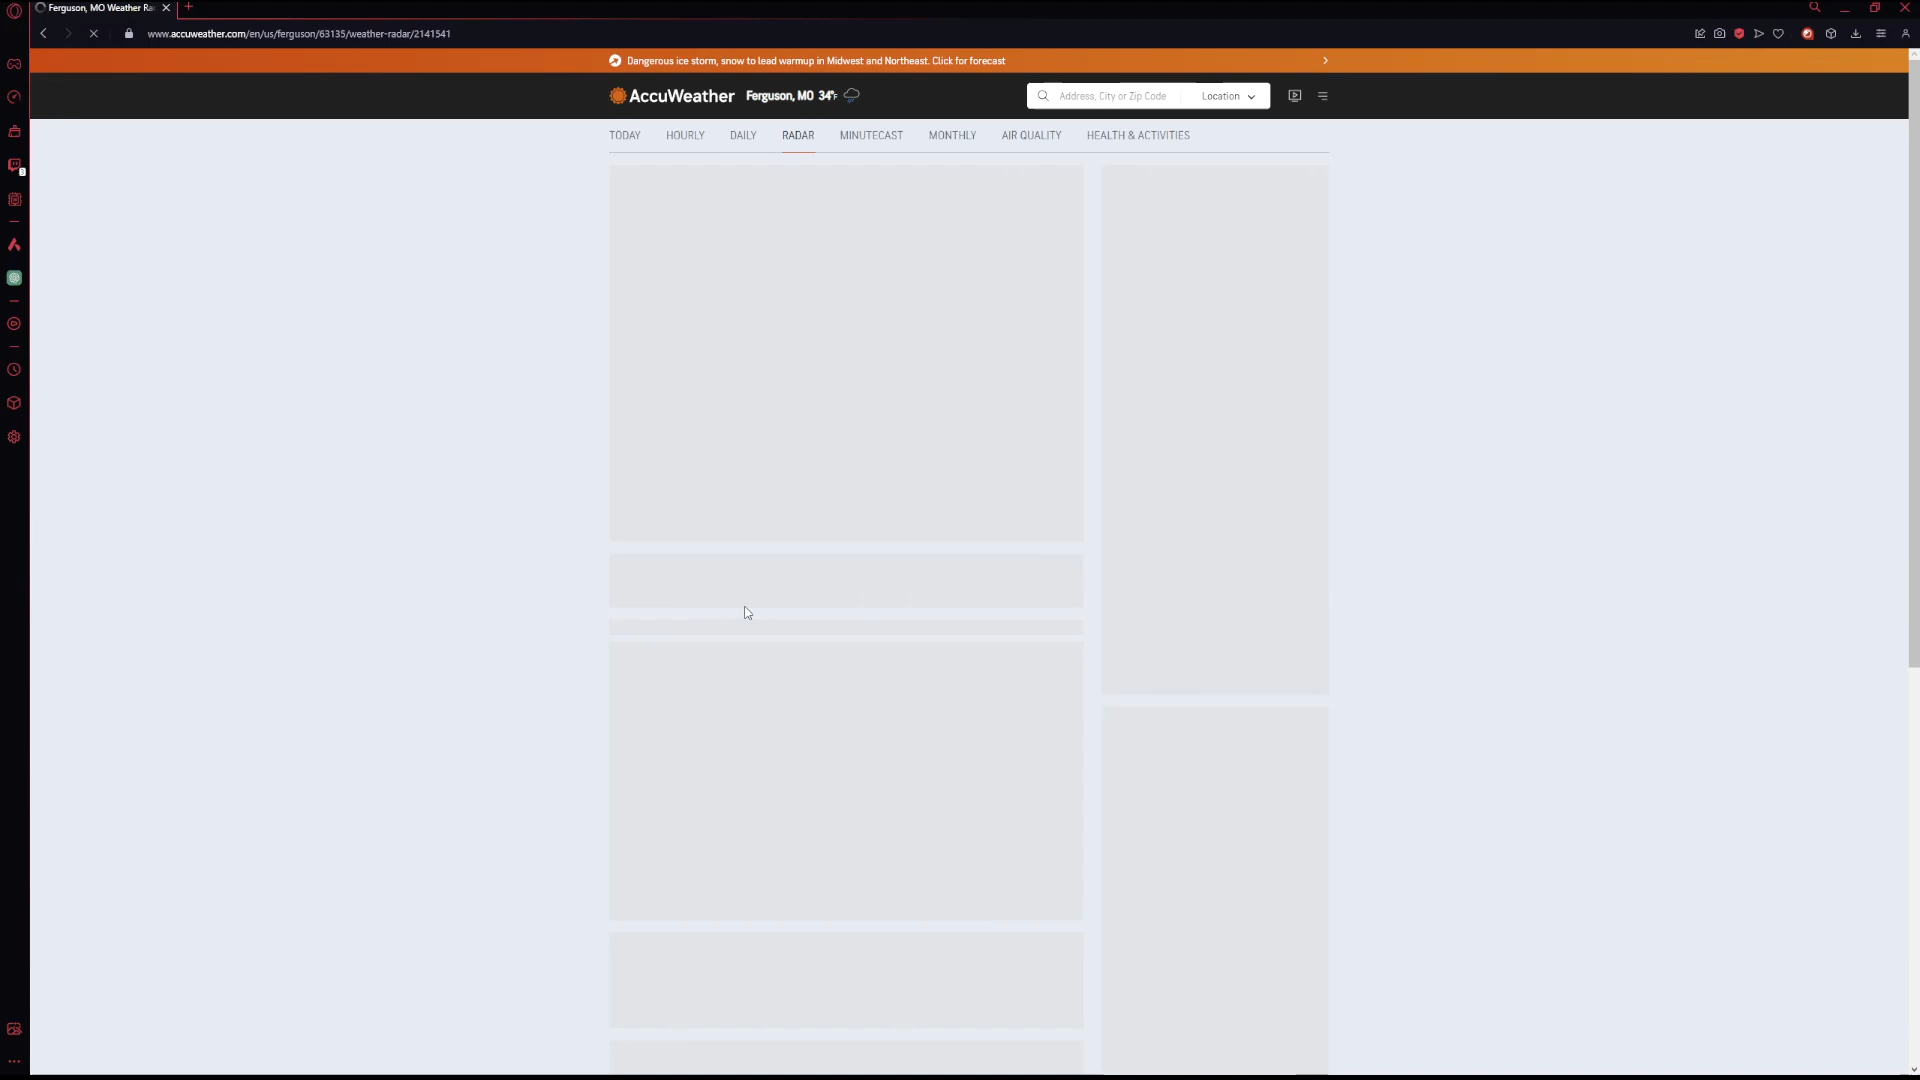 Ferguson, MO Weather Ra
www.accuweather.com/en/us/ferguson/63135/weather-radar/2141541
Dangerous ice storm, snow to lead warmup in Midwest and Northeast. Click for forecast
AccuWeather Ferguson, MO 34°F
Address, City or Zip Code Location
TODAY HOURLY DAILY RADAR MINUTECAST MONTHLY AIR QUALITY HEALTH & ACTIVITIES